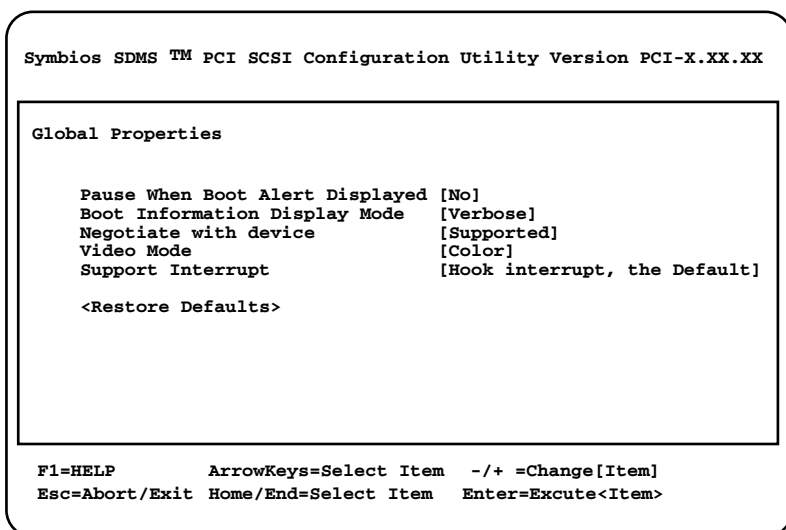 Symbios SDMS TM PCI SCSI Configuration Utility Version PCI-X.XX.XX
Global Properties
Pause When Boot Alert Displayed [No]
Boot Information Display Mode [Verbose]
Negotiate with device [Supported]
Video Mode [Color]
Support Interrupt [Hook interrupt, the Default]
<Restore Defaults>
F1=HELP ArrowKeys=Select Item -/+ =Change[Item]
Esc=Abort/Exit Home/End=Select Item Enter=Excute<Item>